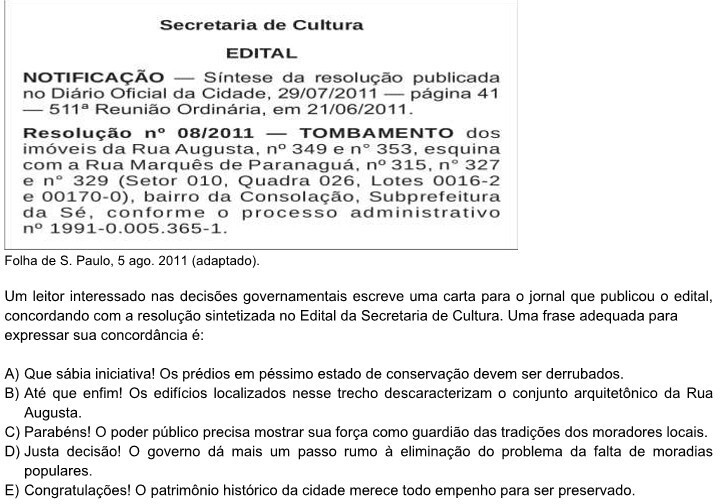 Secretaria de Cultura
EDITAL
NOTIFICAÇÃO — Síntese da resolução publicada
no Diário Oficial da Cidade, 29/07/2011 — página 41
— 511ª Reunião Ordinária, em 21/06/2011.
Resolução nº 08/2011 — TOMBAMENTO dos
imóveis da Rua Augusta, nº 349 e n° 353, esquina
com a Rua Marquês de Paranaguá, nº 315, n° 327
e n° 329 (Setor 010, Quadra 026, Lotes 0016-2
e 00170-0), bairro da Consolação, Subprefeitura
da Sé, conforme o processo administrativo
nº 1991-0.005.365-1.
Folha de S. Paulo, 5 ago. 2011 (adaptado).
Um leitor interessado nas decisões governamentais escreve uma carta para o jornal que publicou o edital,
concordando com a resolução sintetizada no Edital da Secretaria de Cultura. Uma frase adequada para
expressar sua concordância é:
A) Que sábia iniciativa! Os prédios em péssimo estado de conservação devem ser derrubados.
B) Até que enfim! Os edifícios localizados nesse trecho descaracterizam o conjunto arquitetônico da Rua
Augusta.
C) Parabéns! O poder público precisa mostrar sua força como guardião das tradições dos moradores locais.
D) Justa decisão! O governo dá mais um passo rumo à eliminação do problema da falta de moradias
populares.
E) Congratulações! O patrimônio histórico da cidade merece todo empenho para ser preservado.